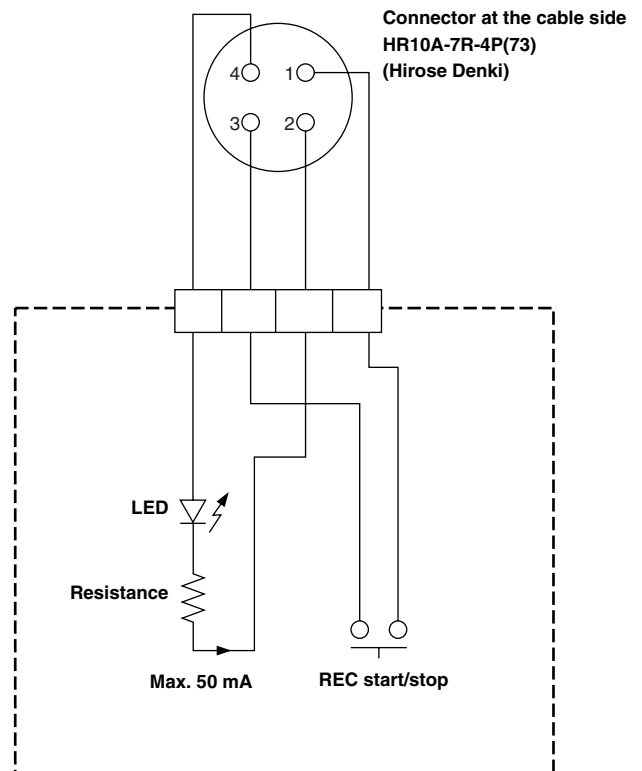 Connector at the cable side
HR10A-7R-4P(73)
(Hirose Denki)
4 1
3 2
LED
Resistance
Max. 50 mA
REC start/stop